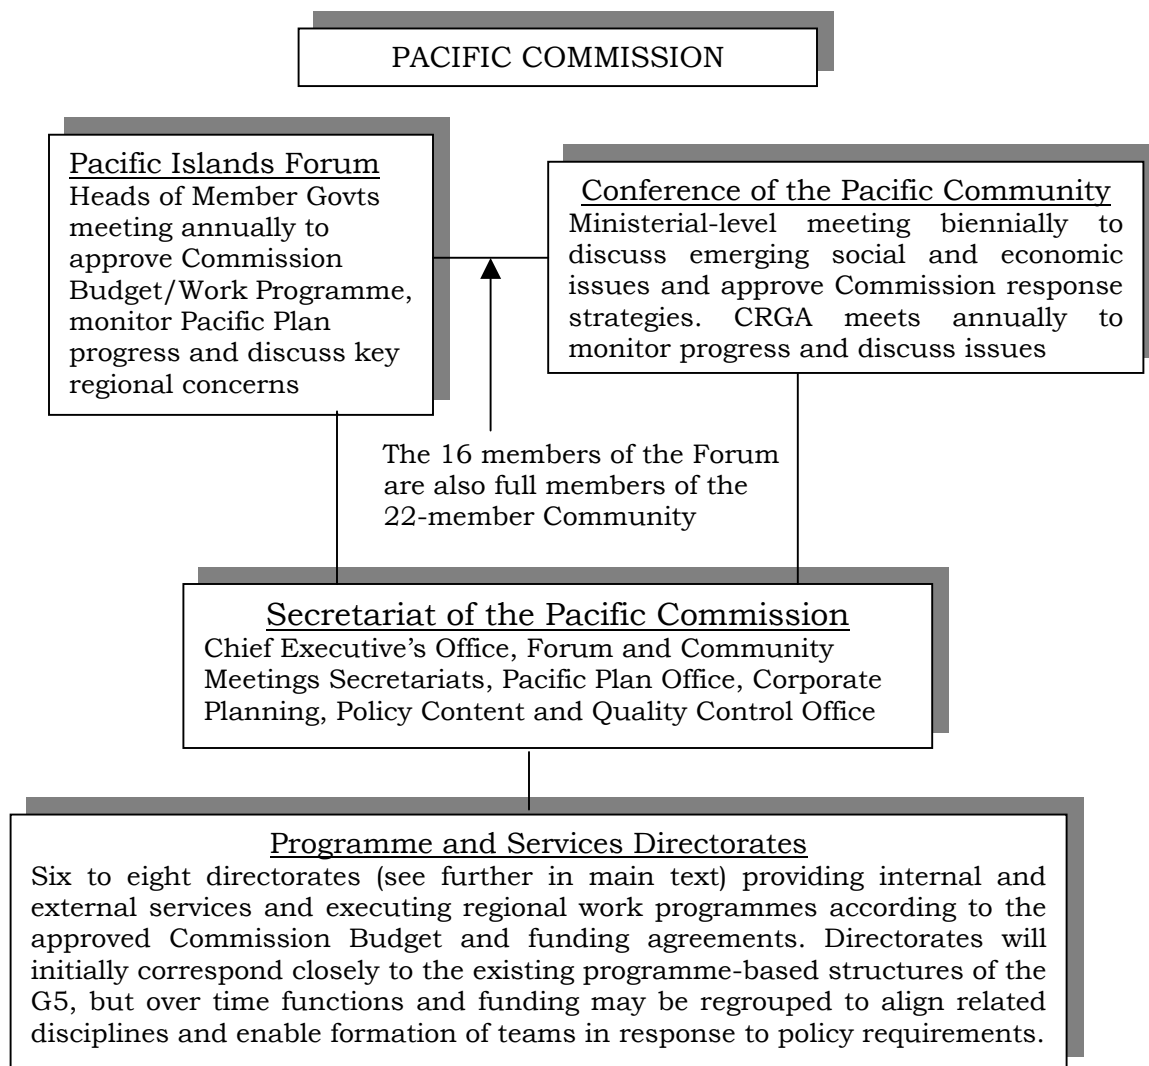 PACIFIC COMMISSION
Pacific Islands Forum
Heads of Member Govts
meeting annually to
approve Commission
Budget/Work Programme,
monitor Pacific Plan
progress and discuss key
regional concerns
Conference of the Pacific Community
Ministerial-level meeting biennially to
discuss emerging social and economic
issues and approve Commission response
strategies. CRGA meets annually to
monitor progress and discuss issues
The 16 members of the Forum
are also full members of the
22-member Community
Secretariat of the Pacific Commission
Chief Executive’s Office, Forum and Community
Meetings Secretariats, Pacific Plan Office, Corporate
Planning, Policy Content and Quality Control Office
Programme and Services Directorates
Six to eight directorates (see further in main text) providing internal and
external services and executing regional work programmes according to the
approved Commission Budget and funding agreements. Directorates will
initially correspond closely to the existing programme-based structures of the
G5, but over time functions and funding may be regrouped to align related
disciplines and enable formation of teams in response to policy requirements.